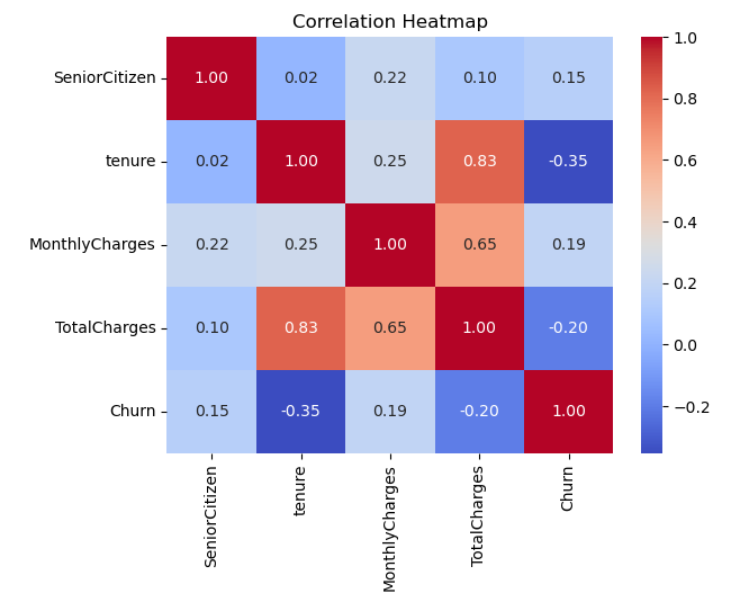 Correlation Heatmap
SeniorCitizen 1.00 0.02 0.22 0.10 0.15
tenure 0.02 1.00 0.25 0.83 -0.35
MonthlyCharges 0.22 0.25 1.00 0.65 0.19
TotalCharges 0.10 0.83 0.65 1.00 -0.20
Churn 0.15 -0.35 0.19 -0.20 1.00
SeniorCitizen
tenure
MonthlyCharges
TotalCharges
Churn
1.0
0.8
0.6
0.4
0.2
0.0
−0.2